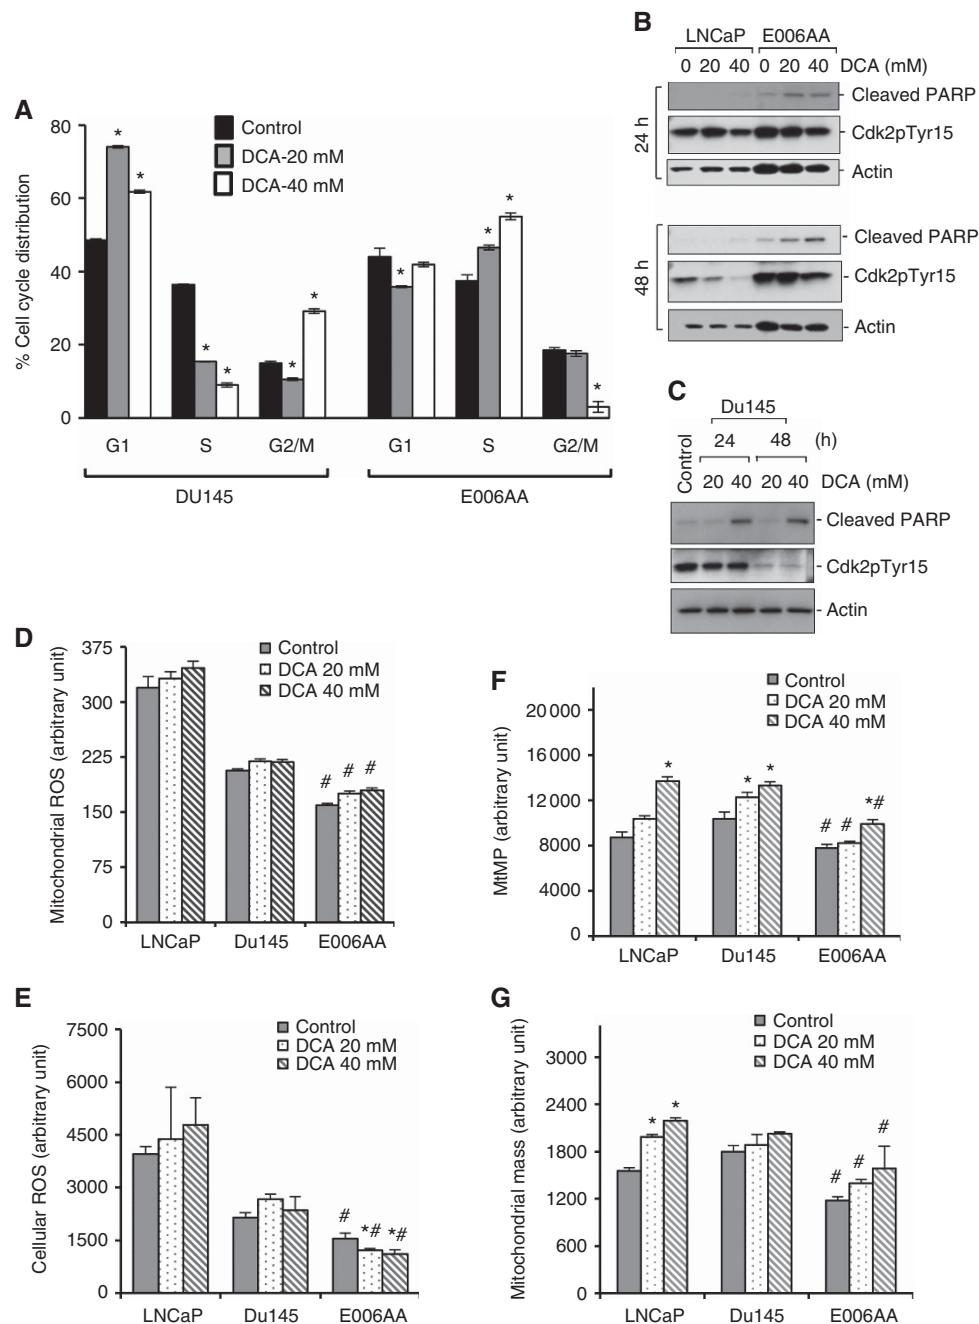 A
80
60
40
20
0
% Cell cycle distribution
Control
DCA-20 mM
DCA-40 mM
* * * * * * * * * *
G1 S G2/M G1 S G2/M
DU145 E006AA
B
LNCaP E006AA
0 20 40 0 20 40 DCA (mM)
24 h
- Cleaved PARP
- Cdk2pTyr15
- Actin
48 h
- Cleaved PARP
- Cdk2pTyr15
- Actin
C
Du145
Control 24 48 (h)
20 40 20 40 DCA (mM)
- Cleaved PARP
- Cdk2pTyr15
- Actin
D
375
300
225
150
75
0
Mitochondrial ROS (arbitrary unit)
Control
DCA 20 mM
DCA 40 mM
# # #
LNCaP Du145 E006AA
E
7500
6000
4500
3000
1500
0
Cellular ROS (arbitrary unit)
Control
DCA 20 mM
DCA 40 mM
# *# *#
LNCaP Du145 E006AA
F
20 000
16 000
12 000
8000
4000
0
MtMP (arbitrary unit)
Control
DCA 20 mM
DCA 40 mM
* * * # # *#
LNCaP Du145 E006AA
G
3000
2400
1800
1200
600
0
Mitochondrial mass (arbitrary unit)
Control
DCA 20 mM
DCA 40 mM
* * # # #
LNCaP Du145 E006AA